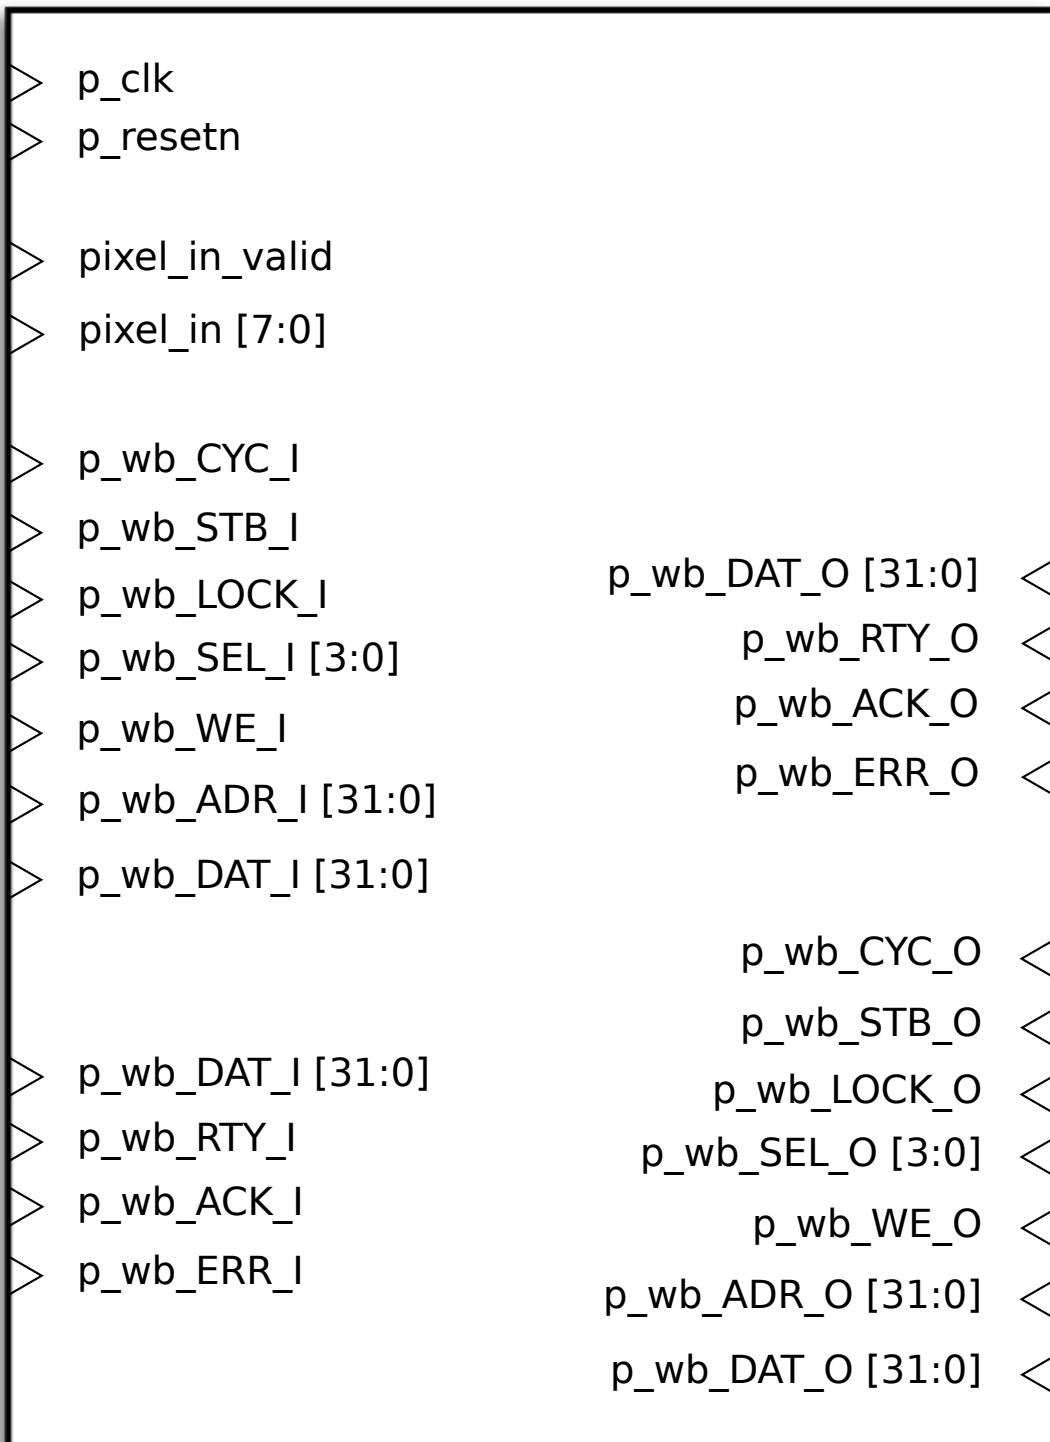 p_clk
p_resetn
pixel_in_valid
pixel_in [7:0]
p_wb_CYC_I
p_wb_STB_I
p_wb_LOCK_I
p_wb_SEL_I [3:0]
p_wb_WE_I
p_wb_ADR_I [31:0]
p_wb_DAT_I [31:0]
p_wb_DAT_I [31:0]
p_wb_RTY_I
p_wb_ACK_I
p_wb_ERR_I
p_wb_DAT_O [31:0]
p_wb_RTY_O
p_wb_ACK_O
p_wb_ERR_O
p_wb_CYC_O
p_wb_STB_O
p_wb_LOCK_O
p_wb_SEL_O [3:0]
p_wb_WE_O
p_wb_ADR_O [31:0]
p_wb_DAT_O [31:0]